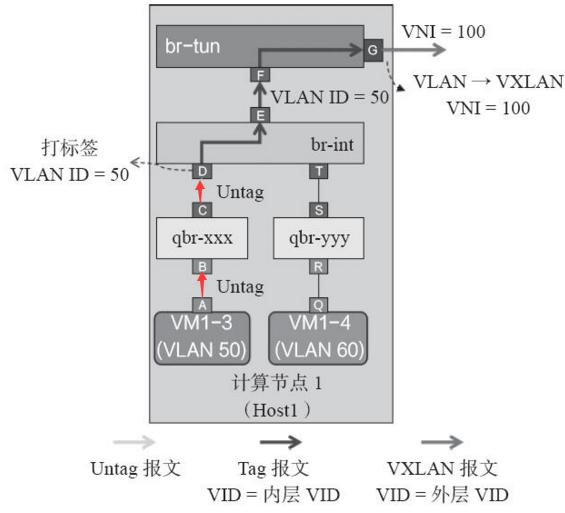 br-tun
G
VNI = 100
F
VLAN → VXLAN
VNI = 100
VLAN ID = 50
E
br-int
打标签
VLAN ID = 50
D
T
Untag
C
S
qbr-xxx
qbr-yyy
B
R
Untag
A
Q
VM1-3
(VLAN 50)
VM1-4
(VLAN 60)
计算节点 1
（Host1）
Untag 报文
Tag 报文
VID = 内层 VID
VXLAN 报文
VID = 外层 VID